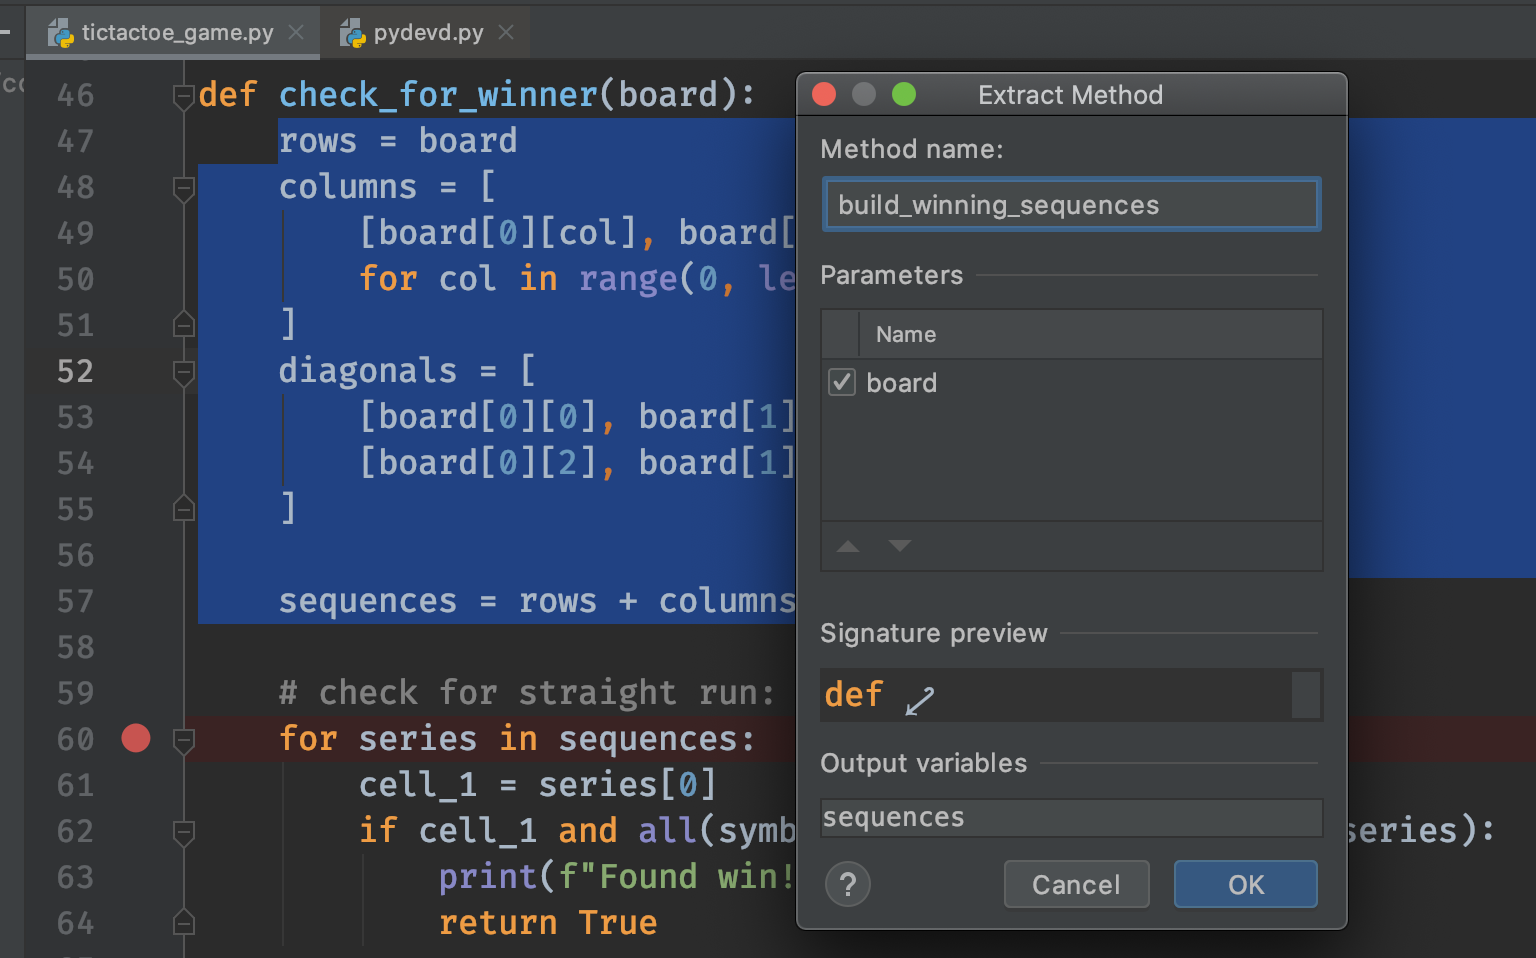 tictactoe_game.py
pydevd.py
46 def check_for_winner(board):
47 rows = board
48 columns = [
49 [board[0][col], board[
50 for col in range(0, le
51 ]
52 diagonals = [
53 [board[0][0], board[1]
54 [board[0][2], board[1]
55 ]
56
57 sequences = rows + columns
58
59 # check for straight run:
60 for series in sequences:
61 cell_1 = series[0]
62 if cell_1 and all(symb series):
63 print(f"Found win!
64 return True
Extract Method
Method name:
build_winning_sequences
Parameters
Name
board
Signature preview
def
Output variables
sequences
?
Cancel
OK